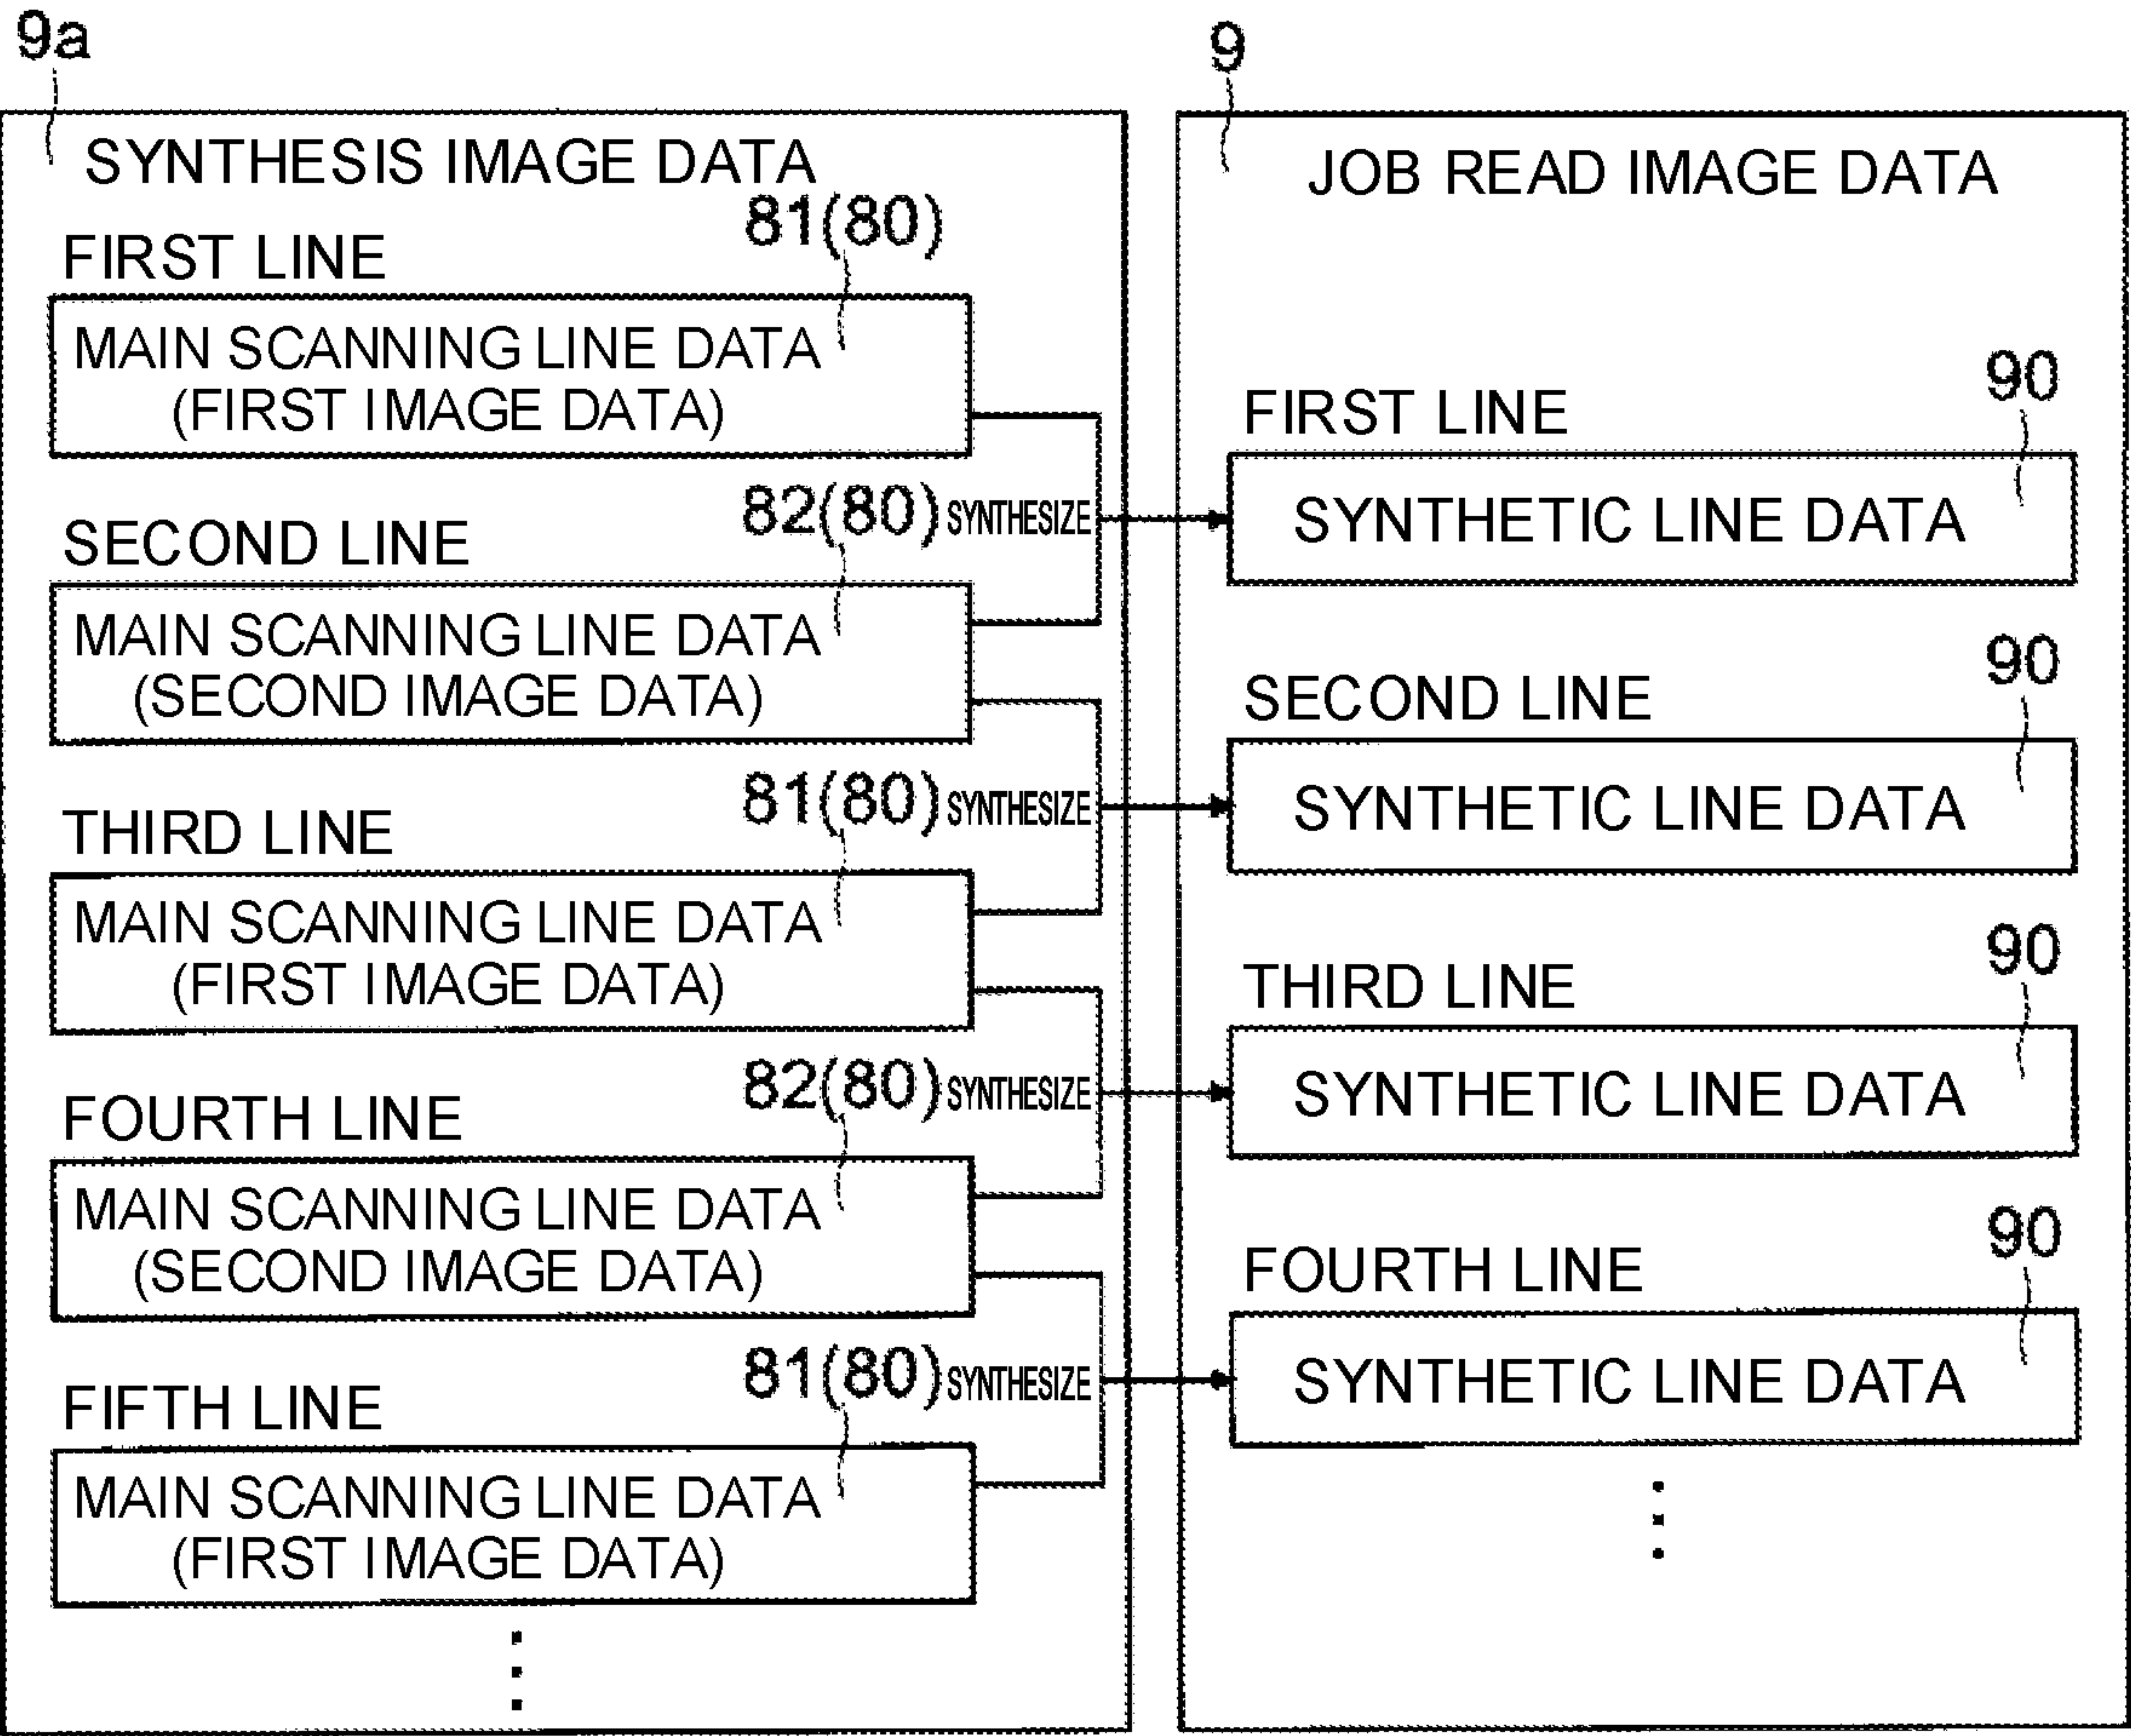 9a
SYNTHESIS IMAGE DATA
81(80)
FIRST LINE
MAIN SCANNING LINE DATA
(FIRST IMAGE DATA)
82(80) SYNTHESIZE
SECOND LINE
MAIN SCANNING LINE DATA
(SECOND IMAGE DATA)
81(80) SYNTHESIZE
THIRD LINE
MAIN SCANNING LINE DATA
(FIRST IMAGE DATA)
82(80) SYNTHESIZE
FOURTH LINE
MAIN SCANNING LINE DATA
(SECOND IMAGE DATA)
81(80) SYNTHESIZE
FIFTH LINE
MAIN SCANNING LINE DATA
(FIRST IMAGE DATA)
9
JOB READ IMAGE DATA
90
FIRST LINE
SYNTHETIC LINE DATA
90
SECOND LINE
SYNTHETIC LINE DATA
90
THIRD LINE
SYNTHETIC LINE DATA
90
FOURTH LINE
SYNTHETIC LINE DATA